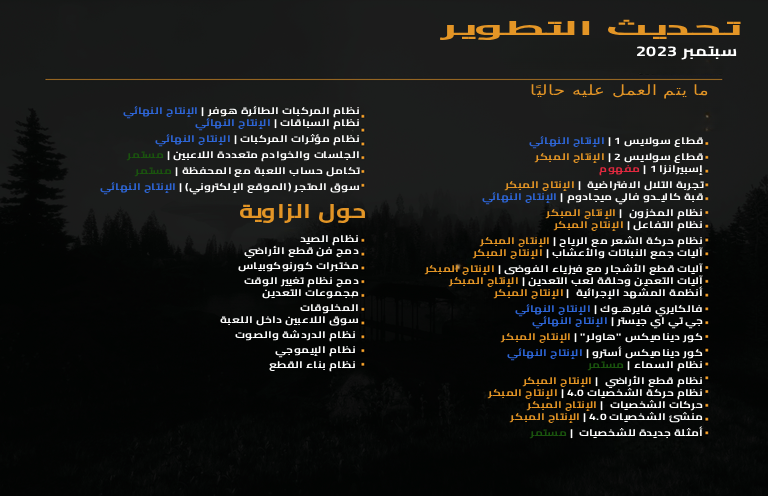 تحديث التطوير
سبتمبر 2023
ما يتم العمل عليه حاليًا
قطاع سوليس 1 | الإنتاج النهائي
قطاع سوليس 2 | الإنتاج المبكر
إسبيرانزا 1 | مفهوم
تجربة التلال الافتراضية | الإنتاج المبكر
قبة كاليدو فالي ميجادوم | الإنتاج النهائي
نظام المخزون | الإنتاج المبكر
نظام التفاعل | الإنتاج المبكر
نظام حركة الشعر مع الرياح | الإنتاج المبكر
آليات جمع النباتات والأعشاب | الإنتاج المبكر
آليات قطع الأشجار مع فيزياء الفوضى | الإنتاج المبكر
آليات التعدين وحلقة لعب التعدين | الإنتاج المبكر
أنظمة المشهد الإجرائية | الإنتاج المبكر
فالكايري فايرهوك | الإنتاج النهائي
جي تي اي جيستر | الإنتاج النهائي
كور ديناميكس "هاولر" | الإنتاج المبكر
كور ديناميكس أسترو | الإنتاج النهائي
نظام السماء | مستمر
نظام قطع الأراضي | الإنتاج المبكر
نظام حركة الشخصيات 4.0 | الإنتاج المبكر
حركات الشخصيات | الإنتاج المبكر
منشئ الشخصيات 4.0 | الإنتاج المبكر
أمثلة جديدة للشخصيات | مستمر
نظام المركبات الطائرة هوفر | الإنتاج النهائي
نظام السباقات | الإنتاج النهائي
نظام مؤثرات المركبات | الإنتاج النهائي
الجلسات والخوادم متعددة اللاعبين | مستمر
تكامل حساب اللعبة مع المحفظة | مستمر
سوق المتجر (الموقع الإلكتروني) | الإنتاج النهائي
حول الزاوية
نظام الصيد
دمج فن قطع الأراضي
مختبرات كورنوكوبياس
دمج نظام تغيير الوقت
مجموعات التعدين
المخلوقات
سوق اللاعبين داخل اللعبة
نظام الدردشة والصوت
نظام الإيموجي
نظام بناء القطع